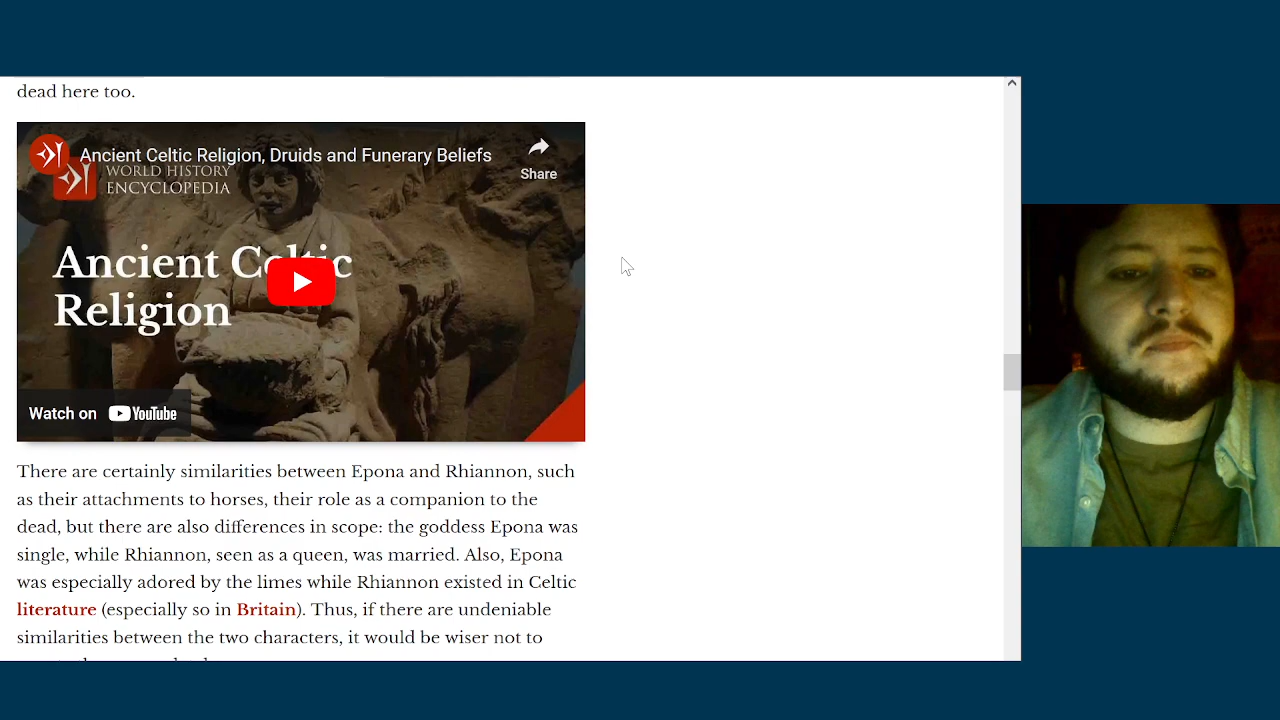 dead here too.
Ancient Celtic Religion, Druids and Funerary Beliefs
Share
WORLD HISTORY
ENCYCLOPEDIA
Ancient Celtic
Religion
Watch on YouTube
There are certainly similarities between Epona and Rhiannon, such
as their attachments to horses, their role as a companion to the
dead, but there are also differences in scope: the goddess Epona was
single, while Rhiannon, seen as a queen, was married. Also, Epona
was especially adored by the limes while Rhiannon existed in Celtic
literature (especially so in Britain). Thus, if there are undeniable
similarities between the two characters, it would be wiser not to